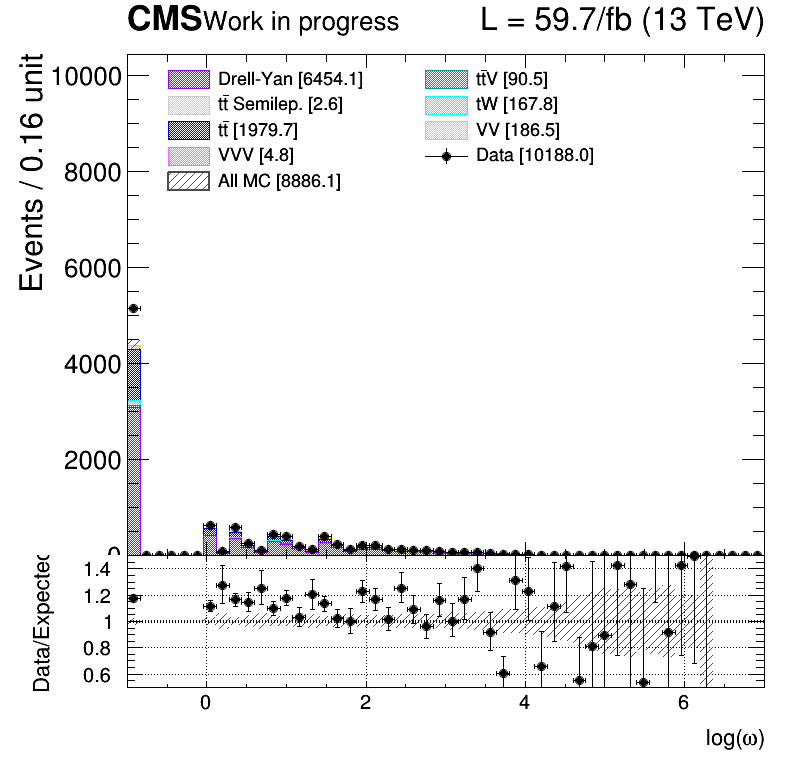 CMS Work in progress L = 59.7/fb (13 TeV)
Events / 0.16 unit
10000
8000
6000
4000
2000
0
Drell-Yan [6454.1]
tt̄ Semilep. [2.6]
tt̄ [1979.7]
VVV [4.8]
All MC [8886.1]
tt̄V [90.5]
tW [167.8]
VV [186.5]
Data [10188.0]
Data/Expected
1.4
1.2
1
0.8
0.6
0 2 4 6
log(ω)